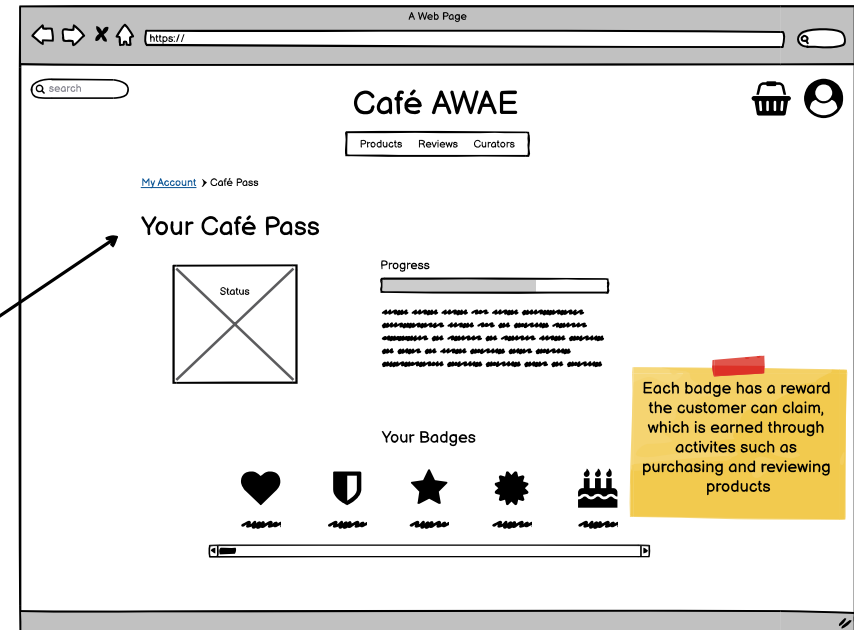 A Web Page
https://
search
Café AWAE
Products Reviews Curators
My Account > Café Pass
Your Café Pass
Status
Progress
Each badge has a reward
the customer can claim,
which is earned through
activites such as
purchasing and reviewing
products
Your Badges